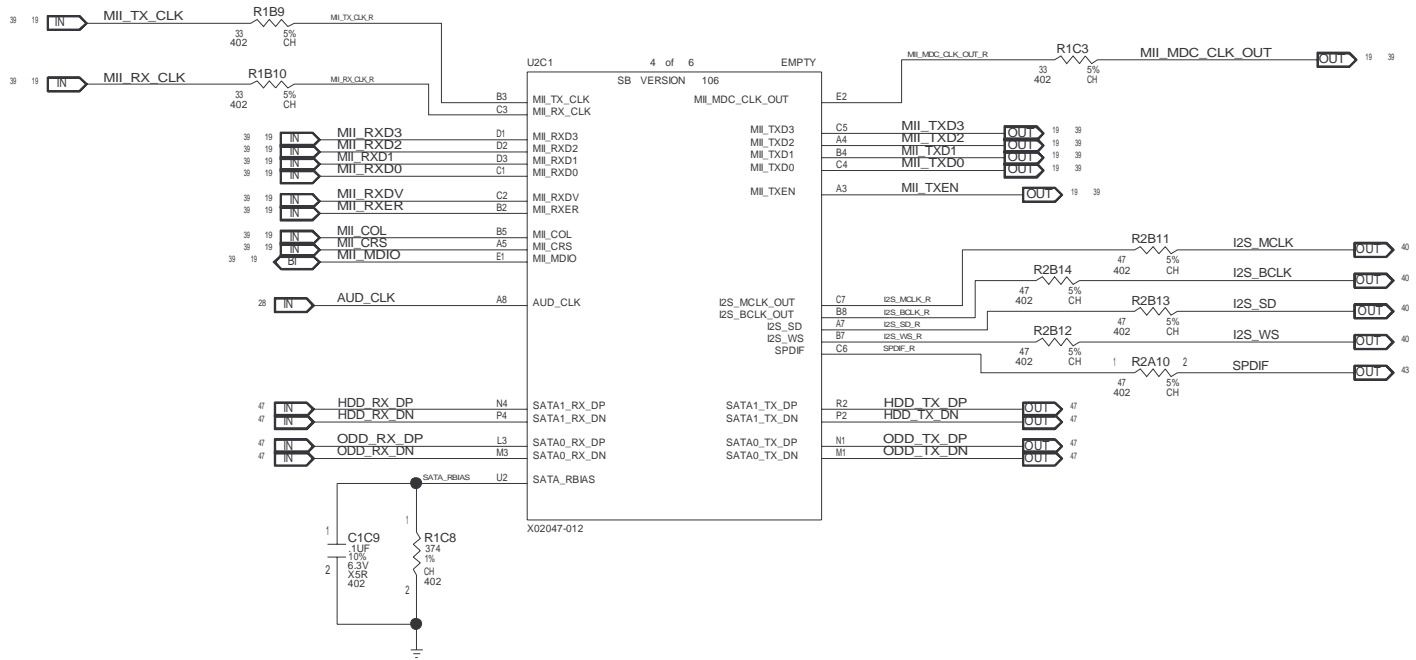 39 19 IN MII_TX_CLK R1B9 MII_TX_CLK_R
33 5%
402 CH
39 19 IN MII_RX_CLK R1B10 MII_RX_CLK_R
33 5%
402 CH
U2C1 4 of 6 EMPTY
SB VERSION 106
MII_MDC_CLK_OUT_R R1C3 MII_MDC_CLK_OUT OUT 19 39
33 5%
402 CH
B3 MII_TX_CLK
C3 MII_RX_CLK
MII_MDC_CLK_OUT E2
39 19 IN MII_RXD3 D1 MII_RXD3
39 19 IN MII_RXD2 D2 MII_RXD2
39 19 IN MII_RXD1 D3 MII_RXD1
39 19 IN MII_RXD0 C1 MII_RXD0
MII_TXD3 C5 MII_TXD3 OUT 19 39
MII_TXD2 A4 MII_TXD2 OUT 19 39
MII_TXD1 B4 MII_TXD1 OUT 19 39
MII_TXD0 C4 MII_TXD0 OUT 19 39
39 19 IN MII_RXDV C2 MII_RXDV
39 19 IN MII_RXER B2 MII_RXER
MII_TXEN A3 MII_TXEN OUT 19 39
39 19 IN MII_COL B5 MII_COL
39 19 IN MII_CRS A5 MII_CRS
39 19 BI MII_MDIO E1 MII_MDIO
28 IN AUD_CLK A8 AUD_CLK
R2B11 I2S_MCLK OUT 40
47 5%
402 CH
R2B14 I2S_BCLK OUT 40
47 5%
402 CH
I2S_MCLK_OUT C7 I2S_MCLK_R
I2S_BCLK_OUT B8 I2S_BCLK_R
I2S_SD A7 I2S_SD_R
I2S_WS B7 I2S_WS_R
SPDIF C6 SPDIF_R
R2B13 I2S_SD OUT 40
47 5%
402 CH
R2B12 I2S_WS OUT 40
47 5%
402 CH
1 R2A10 2 SPDIF OUT 43
47 5%
402 CH
47 IN HDD_RX_DP N4 SATA1_RX_DP
47 IN HDD_RX_DN P4 SATA1_RX_DN
SATA1_TX_DP R2 HDD_TX_DP OUT 47
SATA1_TX_DN P2 HDD_TX_DN OUT 47
47 IN ODD_RX_DP L3 SATA0_RX_DP
47 IN ODD_RX_DN M3 SATA0_RX_DN
SATA0_TX_DP N1 ODD_TX_DP OUT 47
SATA0_TX_DN M1 ODD_TX_DN OUT 47
SATA_RBIAS U2 SATA_RBIAS
X02047-012
1 C1C9
.1UF
10%
2 6.3V
X5R
402
1 R1C8
374
1%
CH
2 402